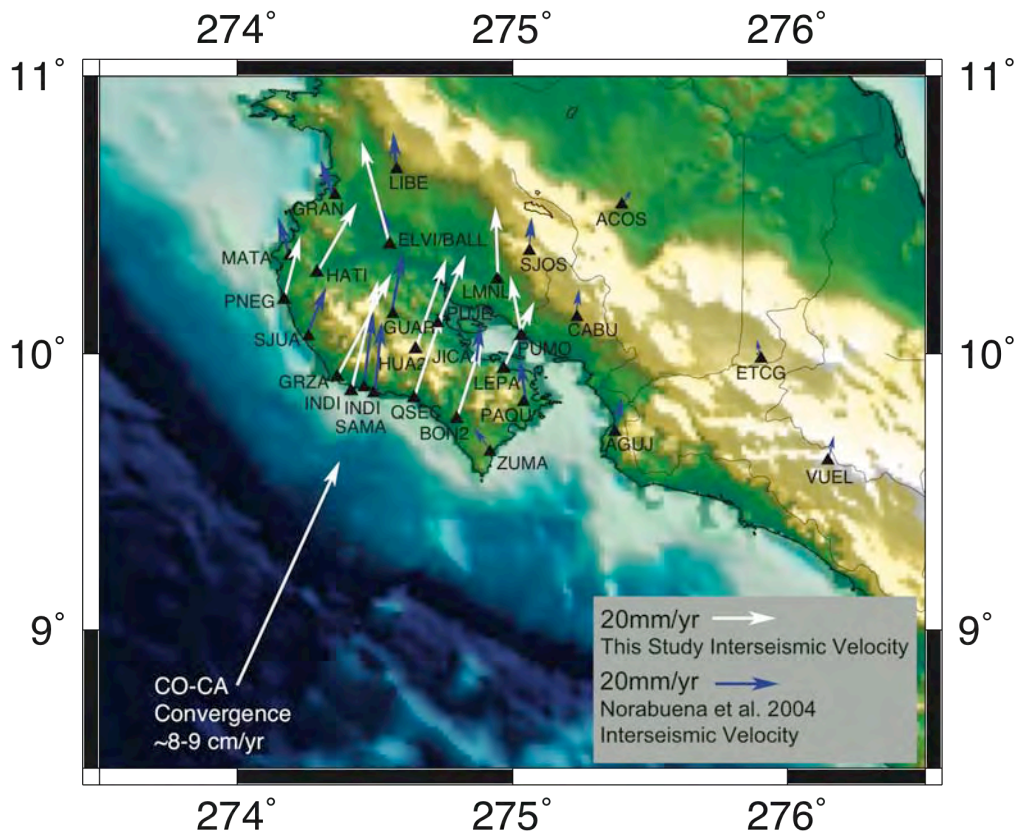 274° 275° 276°
11° 11°
LIBE
GRAN
ACOS
ELVI/BALL
MATA
SJOS
HATI
LMNL
PNEG
PUJE
GUAR
CABU
SJUA
PUMO
HUA2 JICA
ETCG
10° 10°
GRZA
LEPA
INDI INDI QSEC PAQU
SAMA
BON2
AGUJ
ZUMA
VUEL
9° 9°
20mm/yr
This Study Interseismic Velocity
20mm/yr
Norabuena et al. 2004
Interseismic Velocity
CO-CA
Convergence
~8-9 cm/yr
274° 275° 276°